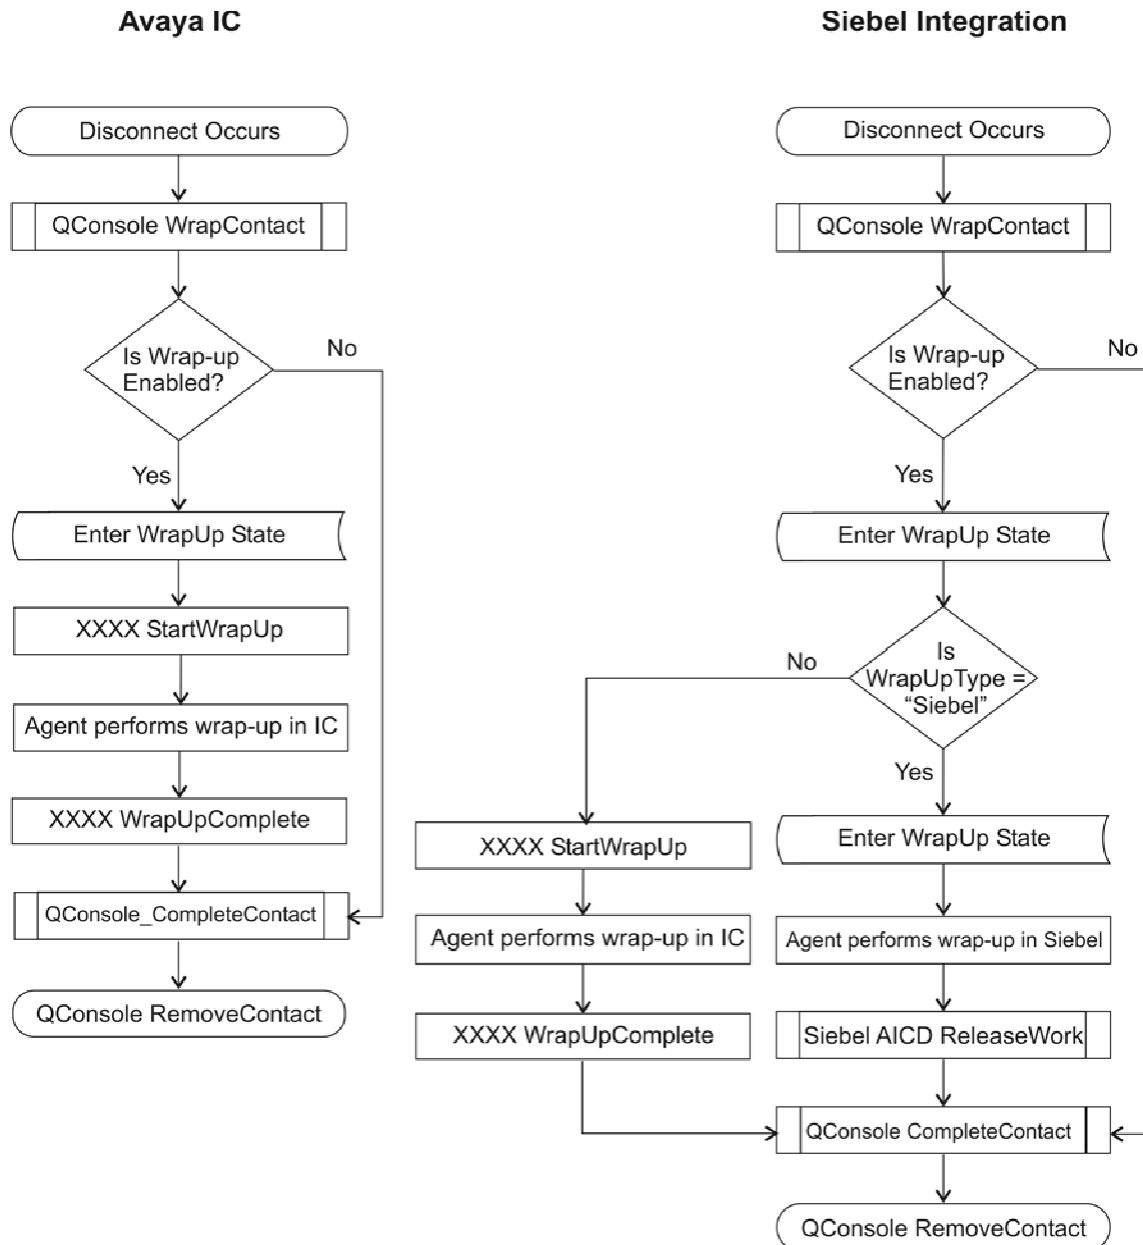 Avaya IC
Disconnect Occurs
QConsole WrapContact
Is Wrap-up
Enabled?
No
Yes
Enter WrapUp State
XXXX StartWrapUp
Agent performs wrap-up in IC
XXXX WrapUpComplete
QConsole_CompleteContact
QConsole RemoveContact
Siebel Integration
Disconnect Occurs
QConsole WrapContact
Is Wrap-up
Enabled?
No
Yes
Enter WrapUp State
Is
WrapUpType =
“Siebel”
No
Yes
XXXX StartWrapUp
Agent performs wrap-up in IC
XXXX WrapUpComplete
Enter WrapUp State
Agent performs wrap-up in Siebel
Siebel AICD ReleaseWork
QConsole CompleteContact
QConsole RemoveContact